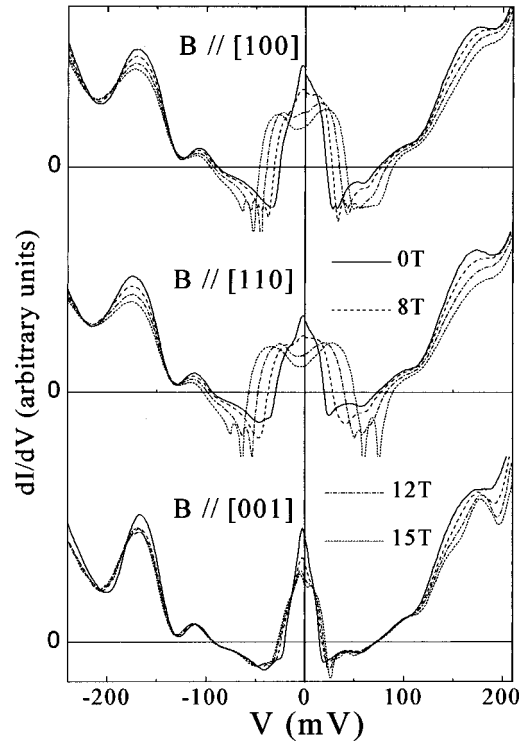 B // [100]
0
dI/dV (arbitrary units)
B // [110]
0T
8T
0
B // [001]
12T
15T
0
-200 -100 0 100 200
V (mV)